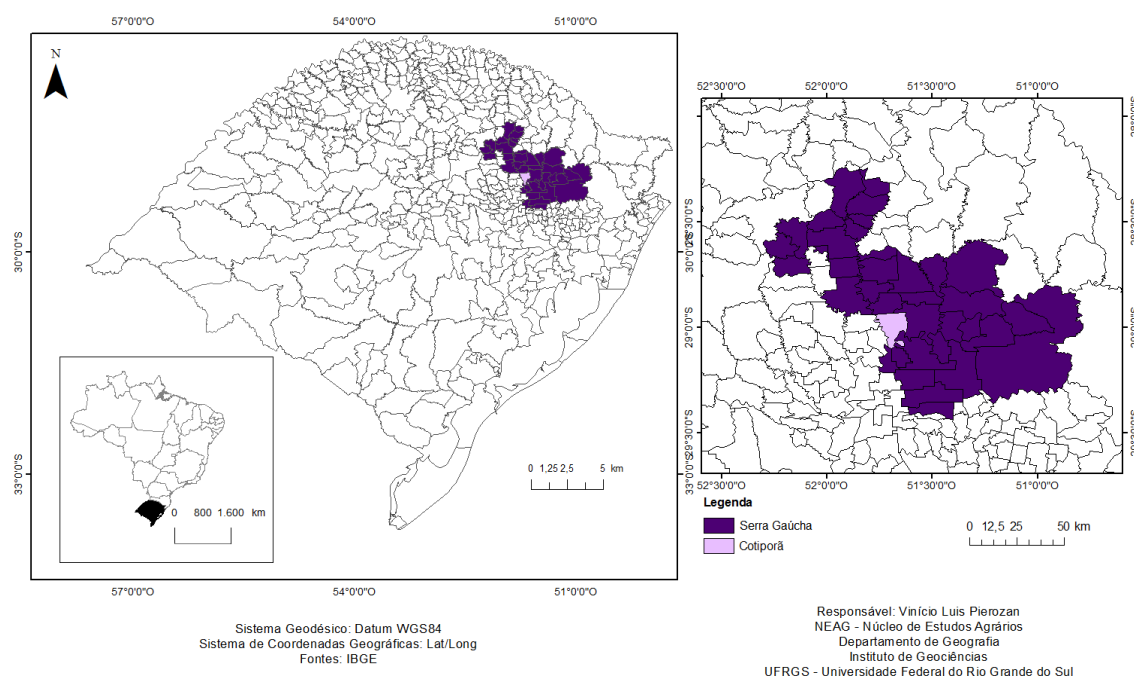 57°0'0"O 54°0'0"O 51°0'0"O
N
30°0'0"S
33°0'0"S
0 1,25 2,5 5 km
0 800 1.600 km
57°0'0"O 54°0'0"O 51°0'0"O
Sistema Geodésico: Datum WGS84
Sistema de Coordenadas Geográficas: Lat/Long
Fontes: IBGE
52°30'0"O 52°0'0"O 51°30'0"O 51°0'0"O
29°0'0"S
29°30'0"S
52°30'0"O 52°0'0"O 51°30'0"O 51°0'0"O
Legenda
Serra Gaúcha
Cotiporã
0 12,5 25 50 km
Responsável: Vinício Luis Pierozan
NEAG - Núcleo de Estudos Agrários
Departamento de Geografia
Instituto de Geociências
UFRGS - Universidade Federal do Rio Grande do Sul